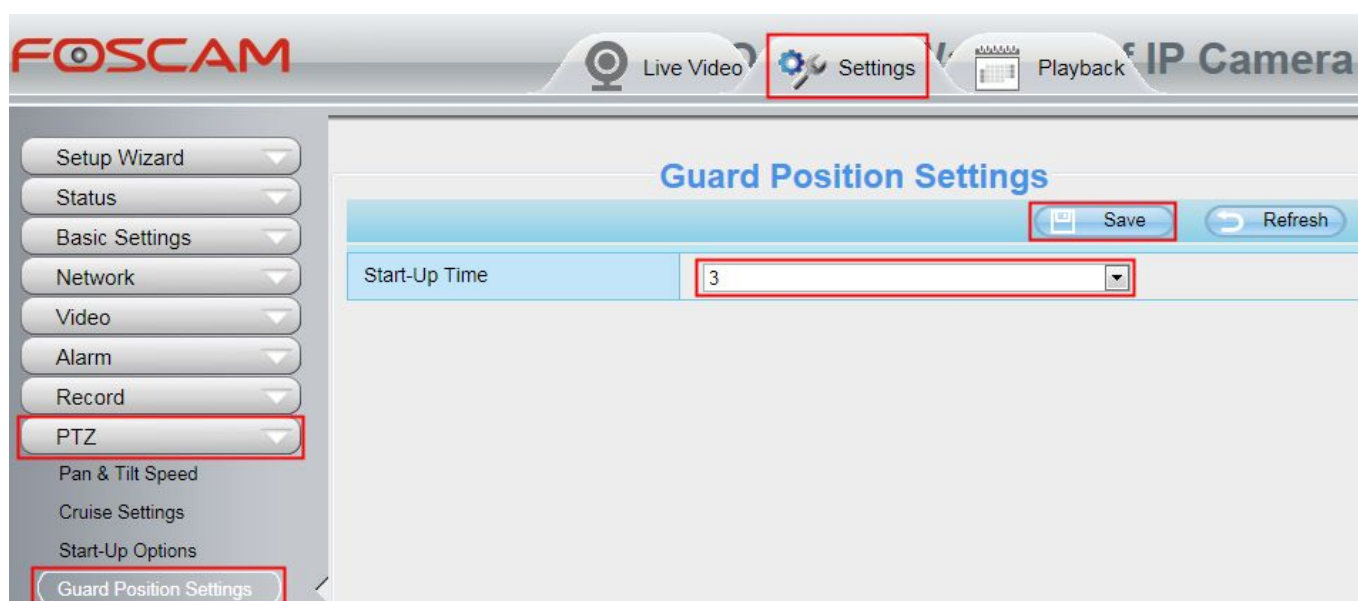 FOSCAM
Live Video
Settings
Playback
IP Camera
Setup Wizard
Status
Basic Settings
Network
Video
Alarm
Record
PTZ
Pan & Tilt Speed
Cruise Settings
Start-Up Options
Guard Position Settings
Guard Position Settings
Save
Refresh
Start-Up Time
3